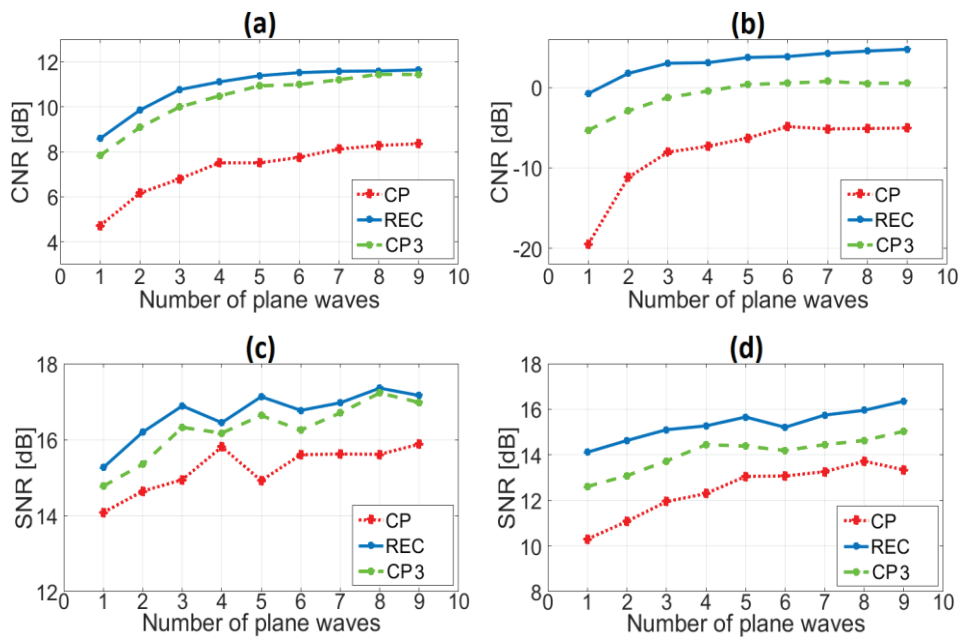 (a)
CNR [dB]
12
10
8
6
4
0 1 2 3 4 5 6 7 8 9 10
Number of plane waves
CP
REC
CP3
(b)
CNR [dB]
0
-10
-20
0 1 2 3 4 5 6 7 8 9 10
Number of plane waves
CP
REC
CP3
(c)
SNR [dB]
18
16
14
12
0 1 2 3 4 5 6 7 8 9 10
Number of plane waves
CP
REC
CP3
(d)
SNR [dB]
18
16
14
12
10
8
0 1 2 3 4 5 6 7 8 9 10
Number of plane waves
CP
REC
CP3